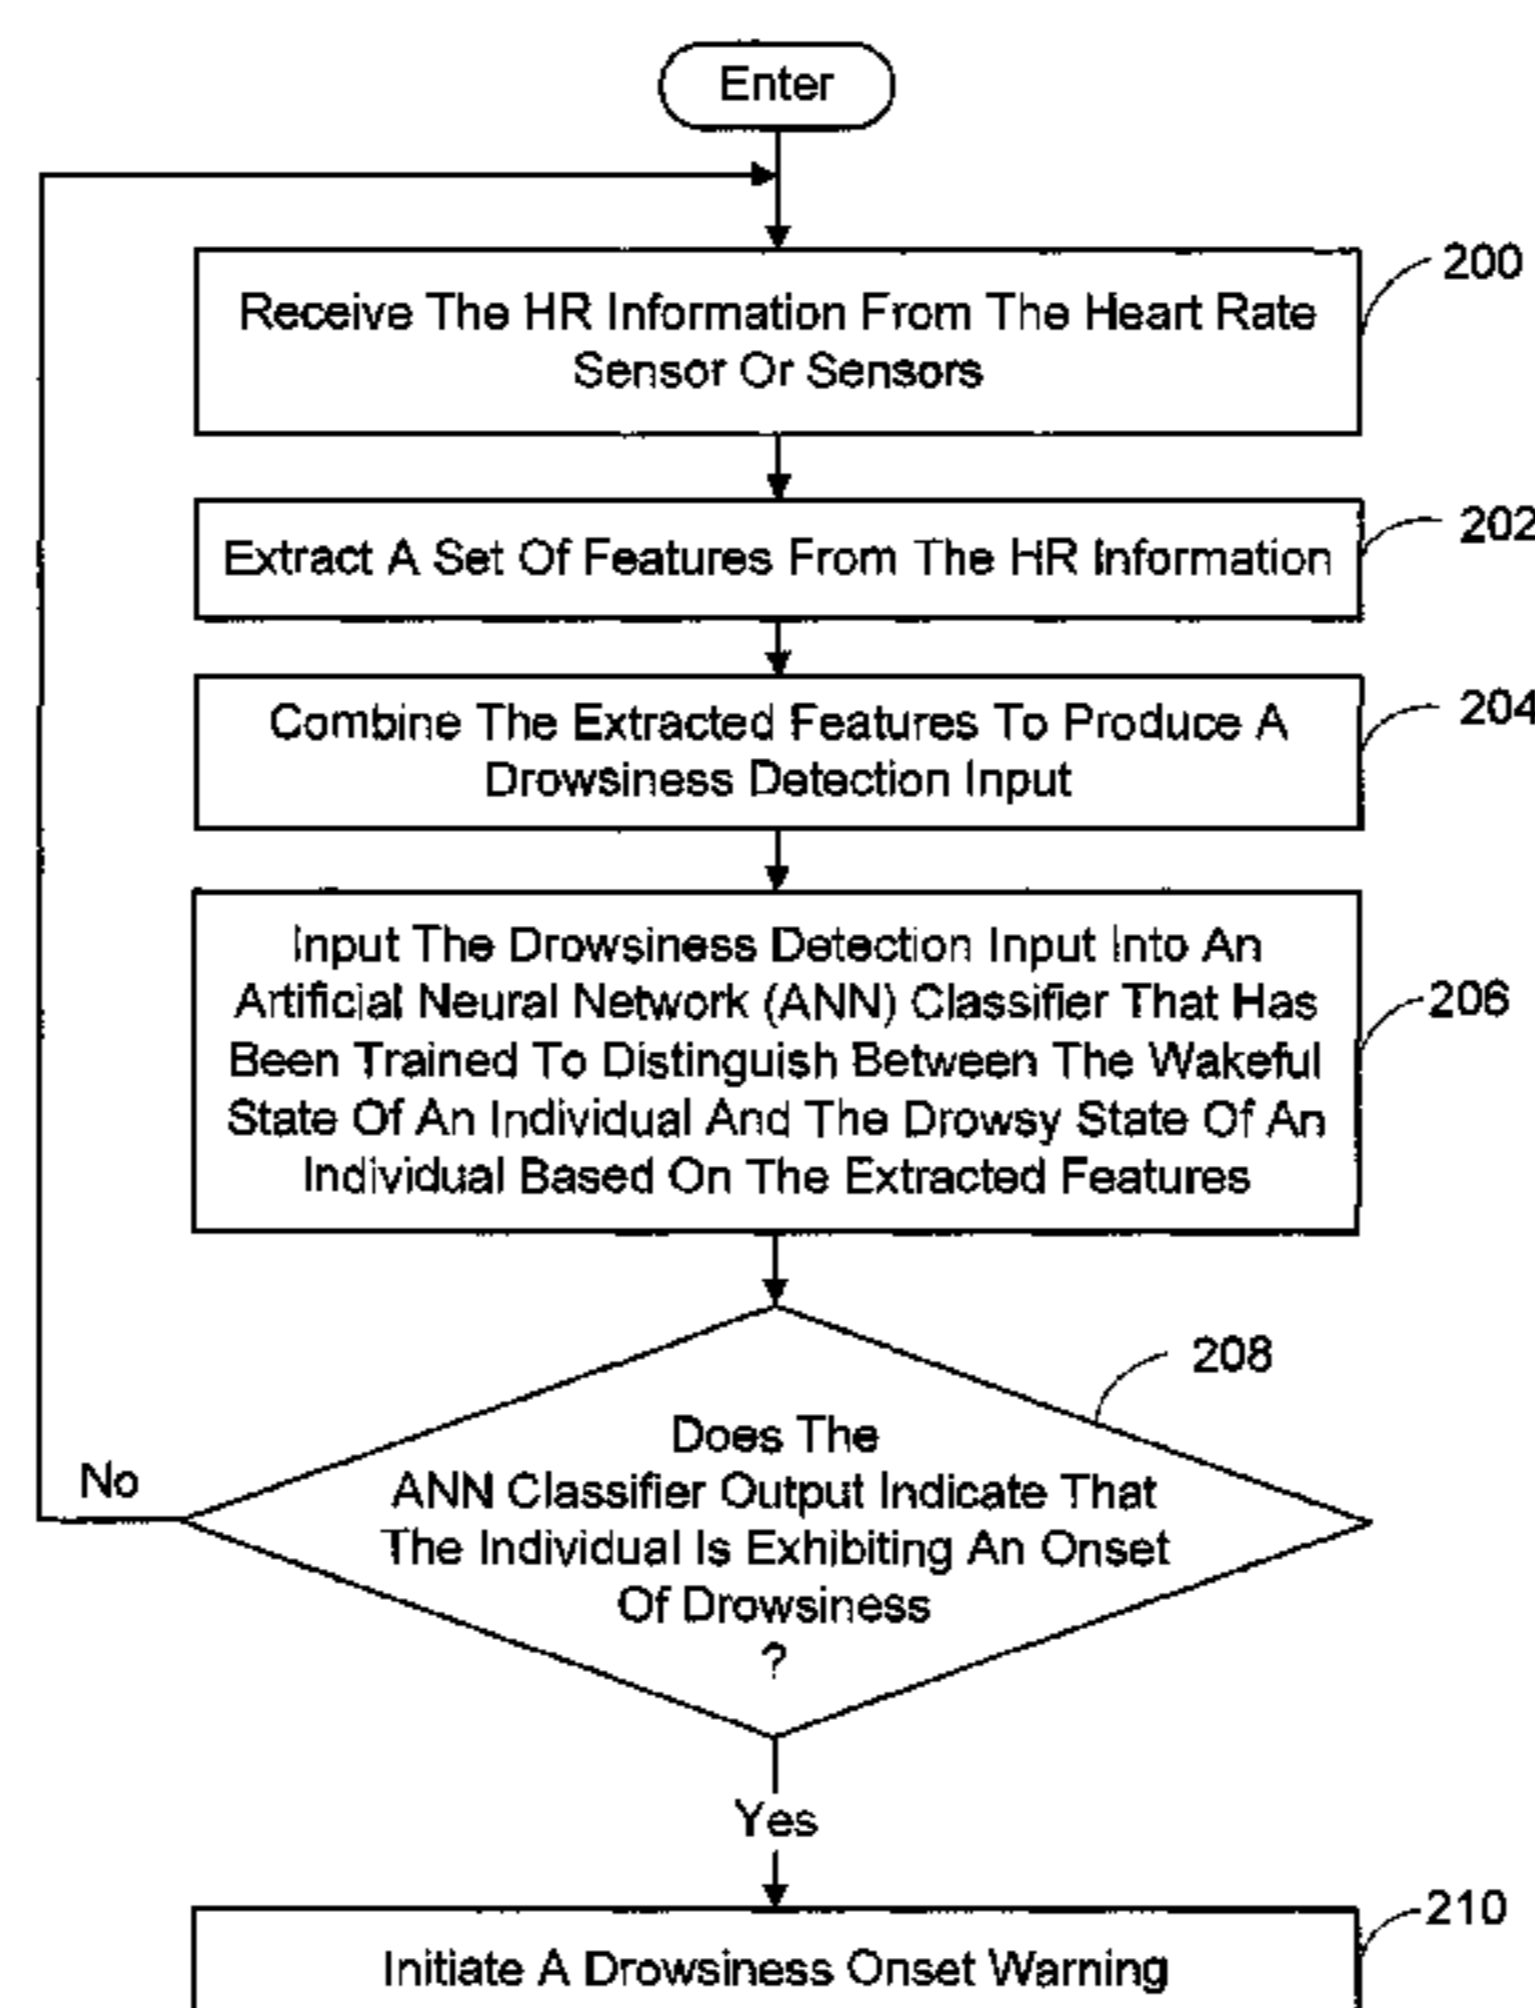 Enter
200
Receive The HR Information From The Heart Rate
Sensor Or Sensors
202
Extract A Set Of Features From The HR Information
204
Combine The Extracted Features To Produce A
Drowsiness Detection Input
Input The Drowsiness Detection Input Into An
Artificial Neural Network (ANN) Classifier That Has
Been Trained To Distinguish Between The Wakeful
State Of An Individual And The Drowsy State Of An
Individual Based On The Extracted Features
206
208
Does The
ANN Classifier Output Indicate That
The Individual Is Exhibiting An Onset
Of Drowsiness
?
No
Yes
210
Initiate A Drowsiness Onset Warning